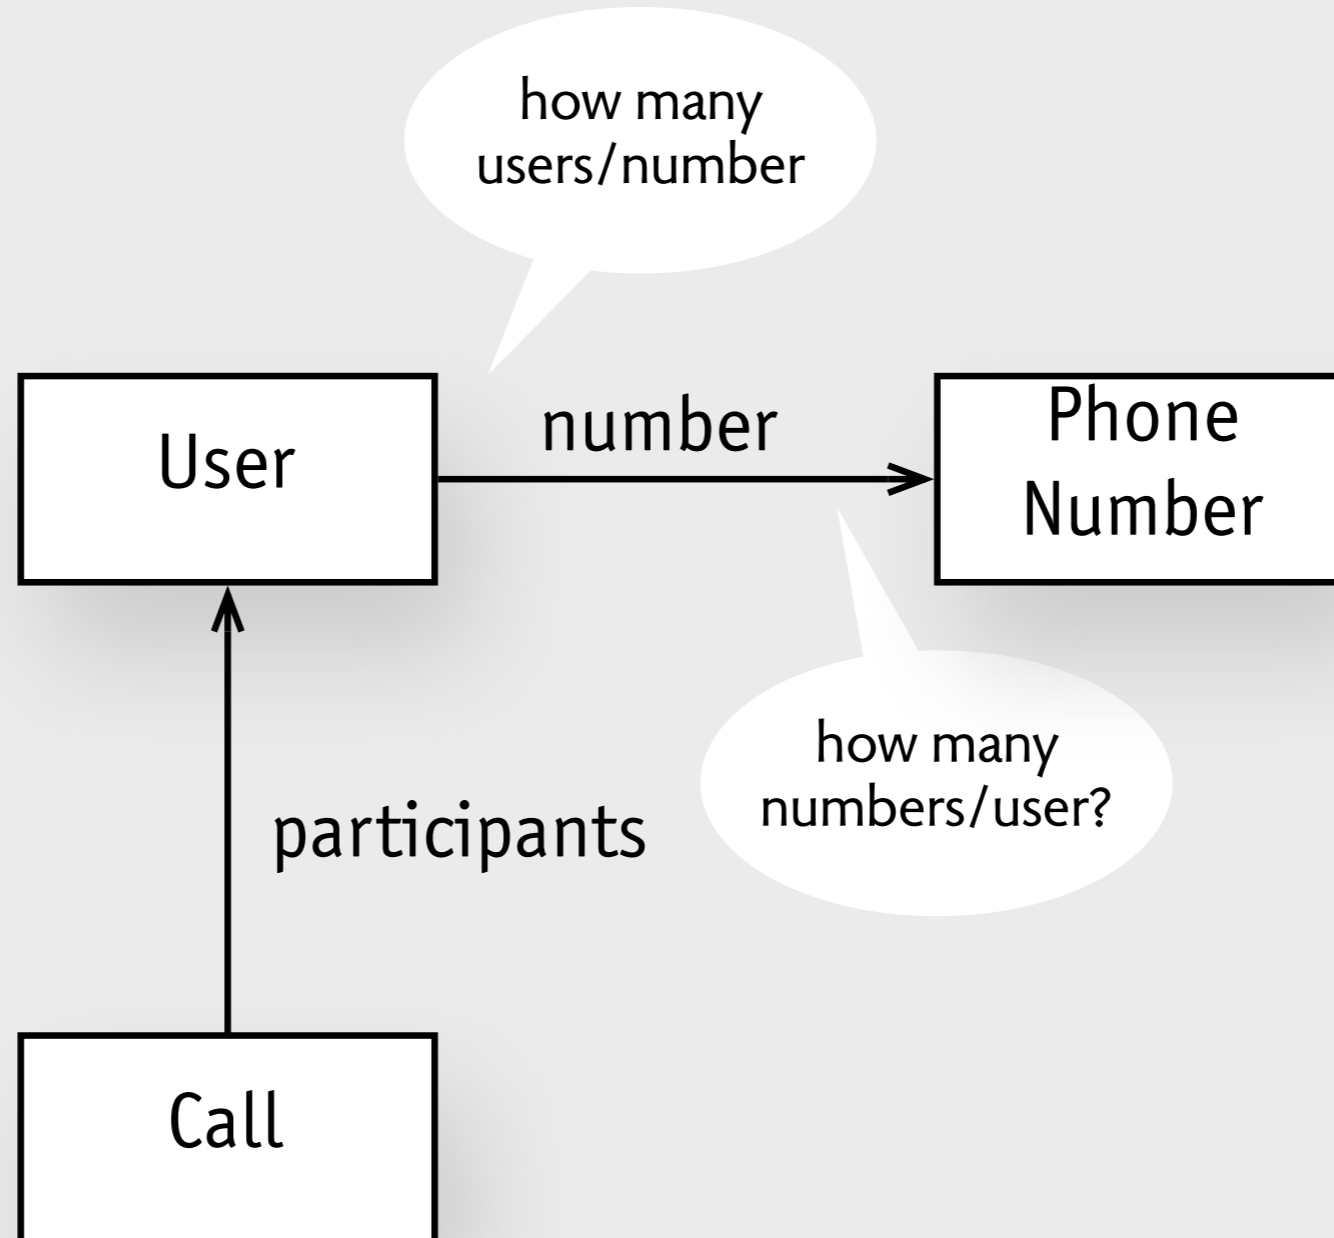 how many
users/number
number
User
Phone
Number
how many
numbers/user?
participants
Call